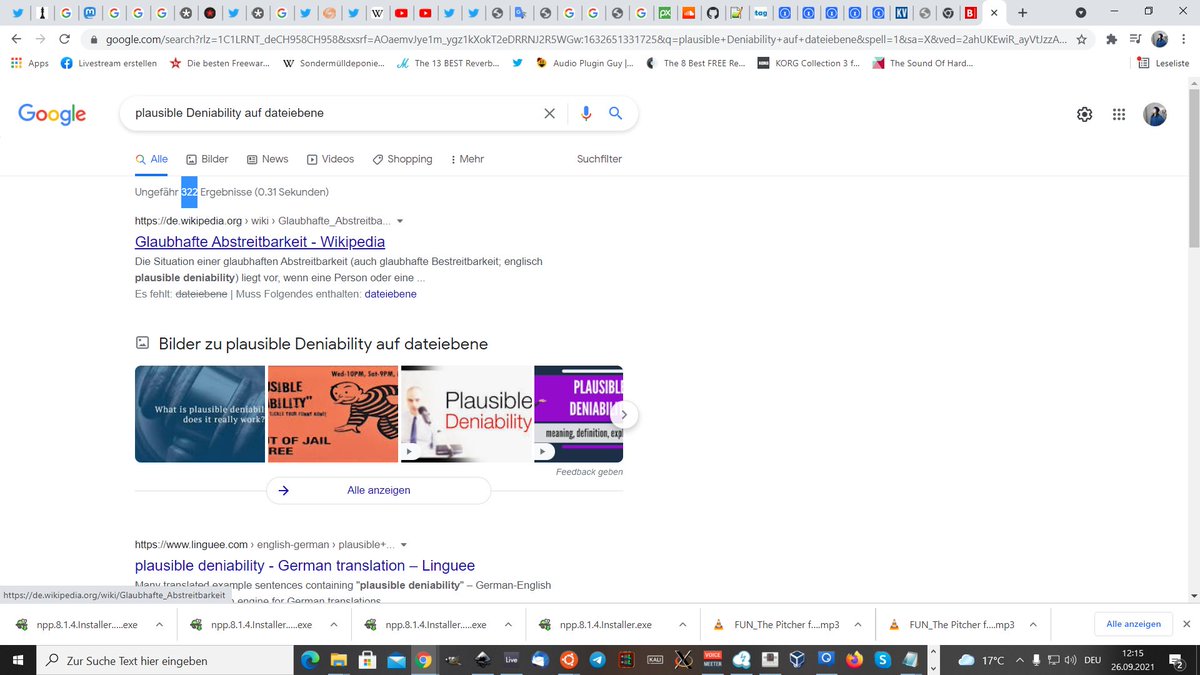 google.com/search?rlz=1C1LRNT_deCH958CH958&sxsrf=AOaemvJye1m_ygz1kXokT2eDRRNJ2R5WGw:1632651331725&q=plausible+Deniability+auf+dateiebene&spell=1&sa=X&ved=2ahUKEwiR_ayVtJzzA...
Apps Livestream erstellen Die besten Freewar... Sondermülldeponie... The 13 BEST Reverb... Audio Plugin Guy |... The 8 Best FREE Re... KORG Collection 3 f... The Sound Of Hard... Leseliste
Google
plausible Deniability auf dateiebene
Alle Bilder News Videos Shopping Mehr Suchfilter
Ungefähr 322 Ergebnisse (0.31 Sekunden)
https://de.wikipedia.org › wiki › Glaubhafte_Abstreitba...
Glaubhafte Abstreitbarkeit - Wikipedia
Die Situation einer glaubhaften Abstreitbarkeit (auch glaubhafte Bestreitbarkeit; englisch
plausible deniability) liegt vor, wenn eine Person oder eine ...
Es fehlt: dateiebene | Muss Folgendes enthalten: dateiebene
Bilder zu plausible Deniability auf dateiebene
What is plausible deniabil
does it really work?
Wed-10PM, Sat-9PM,
SIBLE
BILITY"
T OF JAIL
REE
Plausible
Deniability
PLAUSIB
DENIABI
meaning, definition, expl
Feedback geben
Alle anzeigen
https://www.linguee.com › english-german › plausible+...
plausible deniability - German translation – Linguee
Many translated example sentences containing "plausible deniability" – German-English
engine for German translations.
https://de.wikipedia.org/wiki/Glaubhafte_Abstreitbarkeit
npp.8.1.4.Installer.....exe npp.8.1.4.Installer.....exe npp.8.1.4.Installer.....exe npp.8.1.4.Installer.exe FUN_The Pitcher f....mp3 FUN_The Pitcher f....mp3 Alle anzeigen
Zur Suche Text hier eingeben
Live
KALI
VOICE
MEETER
17°C
DEU
12:15
26.09.2021
2